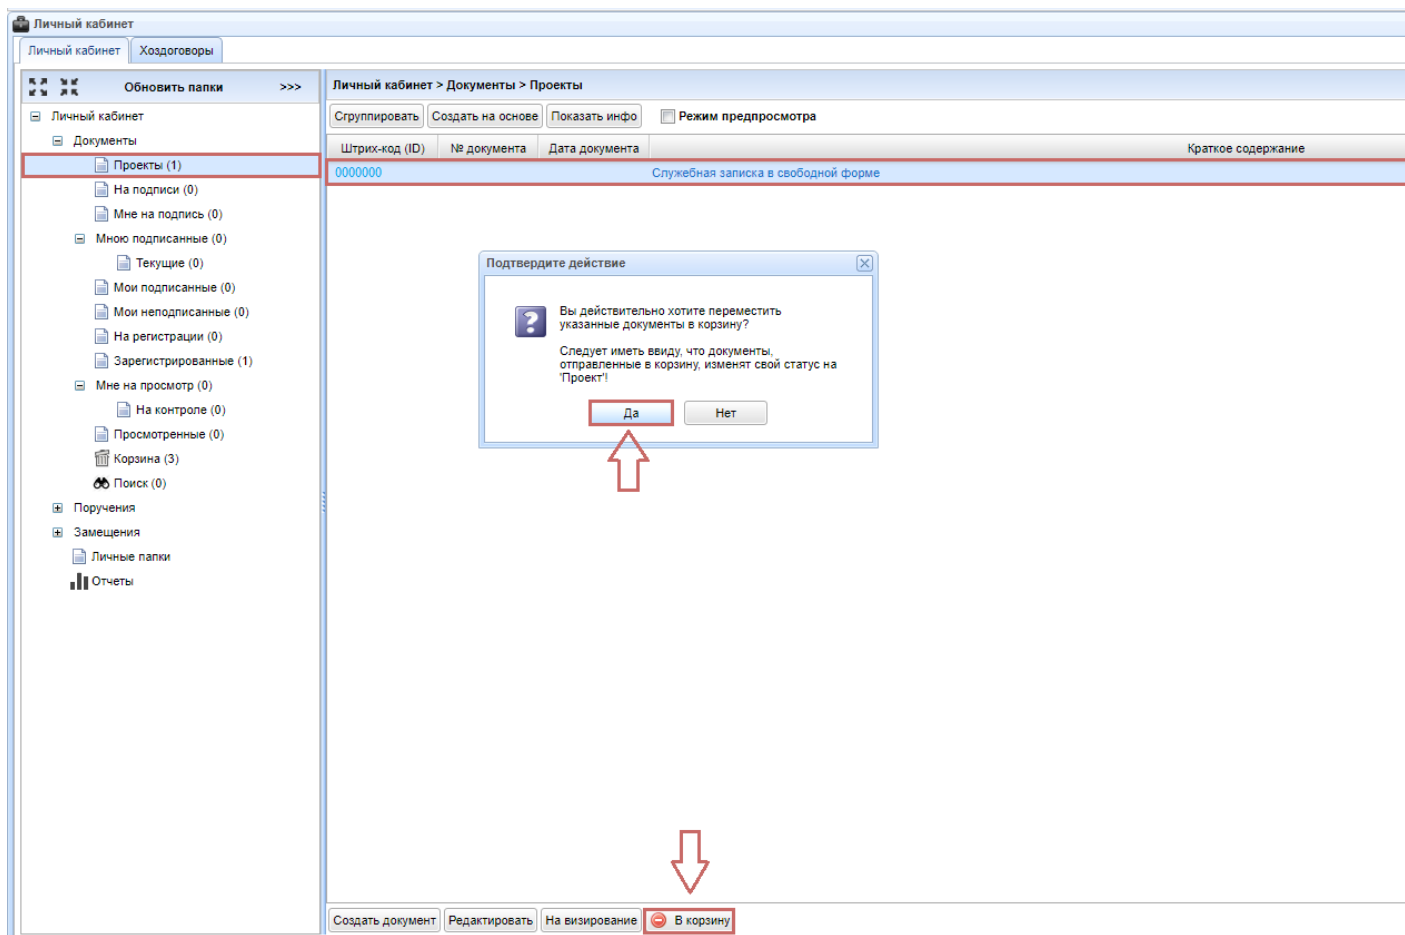 Личный кабинет
Личный кабинет Хоздоговоры
Обновить папки >>>
Личный кабинет
Документы
Проекты (1)
На подписи (0)
Мне на подпись (0)
Мною подписанные (0)
Текущие (0)
Мои подписанные (0)
Мои неподписанные (0)
На регистрации (0)
Зарегистрированные (1)
Мне на просмотр (0)
На контроле (0)
Просмотренные (0)
Корзина (3)
Поиск (0)
Поручения
Замещения
Личные папки
Отчеты
Личный кабинет > Документы > Проекты
Сгруппировать Создать на основе Показать инфо Режим предпросмотра
Штрих-код (ID) № документа Дата документа Краткое содержание
0000000 Служебная записка в свободной форме
Подтвердите действие
Вы действительно хотите переместить
указанные документы в корзину?
Следует иметь ввиду, что документы,
отправленные в корзину, изменят свой статус на
'Проект'!
Да Нет
Создать документ Редактировать На визирование В корзину